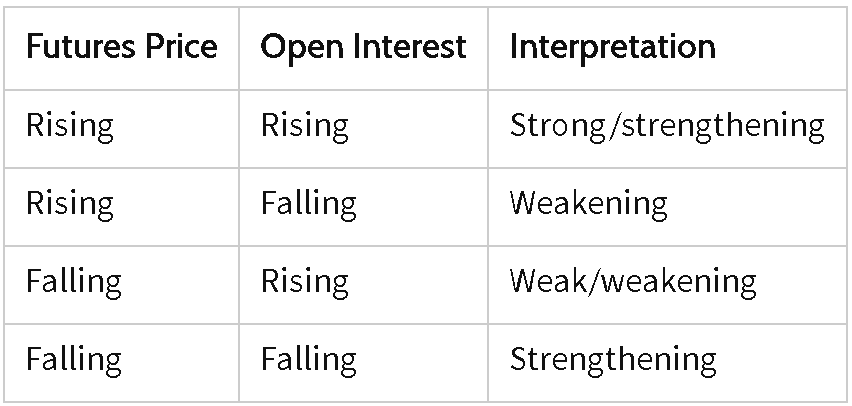 Futures Price Open Interest Interpretation
Rising Rising Strong/strengthening
Rising Falling Weakening
Falling Rising Weak/weakening
Falling Falling Strengthening